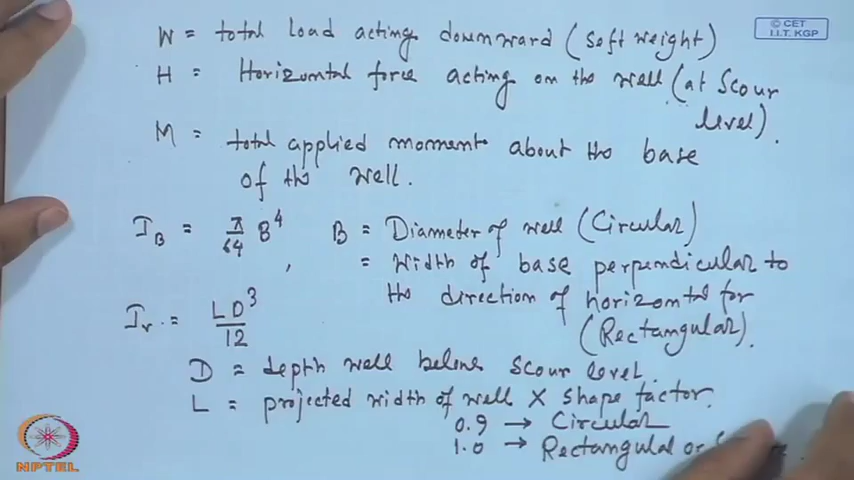 © CET
I.I.T. KGP
W = total load acting downward (soft weight)
H = Horizontal force acting on the well (at Scour level).
M = total applied moments about the base
of the well.
I_B = π/64 B^4 B = Diameter of well (Circular)
= Width of base perpendicular to
the direction of horizontal for
(Rectangular).
I_v = LD^3/12
D = depth well below scour level.
L = projected width of well X shape factor.
0.9 → Circular
1.0 → Rectangular or
NPTEL